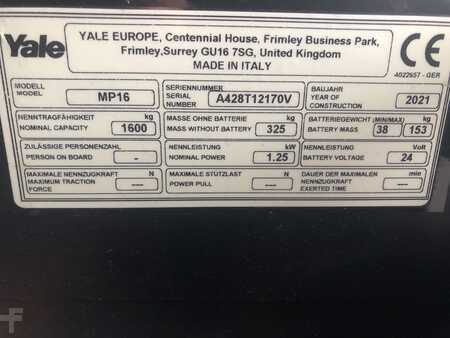 Yale
YALE EUROPE, Centennial House, Frimley Business Park,
Frimley,Surrey GU16 7SG, United Kingdom
MADE IN ITALY
CE
4022657 - GER
MODELL
MODEL
MP16
SERIENNUMMER
SERIAL
NUMBER
A428T12170V
BAUJAHR
YEAR OF
CONSTRUCTION
2021
NENNTRAGFÄHIGKEIT kg
NOMINAL CAPACITY 1600
MASSE OHNE BATTERIE kg
MASS WITHOUT BATTERY 325
BATTERIEGEWICHT (MIN/MAX) kg
BATTERY MASS 38 153
ZULÄSSIGE PERSONENZAHL
PERSON ON BOARD -
NENNLEISTUNG kW
NOMINAL POWER 1.25
NENNLEISTUNG Volt
BATTERY VOLTAGE 24
MAXIMALE NENNZUGKRAFT N
MAXIMUM TRACTION
FORCE ---
MAXIMALE STÜTZLAST N
POWER PULL ---
DAUER DER MAXIMALEN min
NENNZUGKRAFT
EXERTED TIME ---